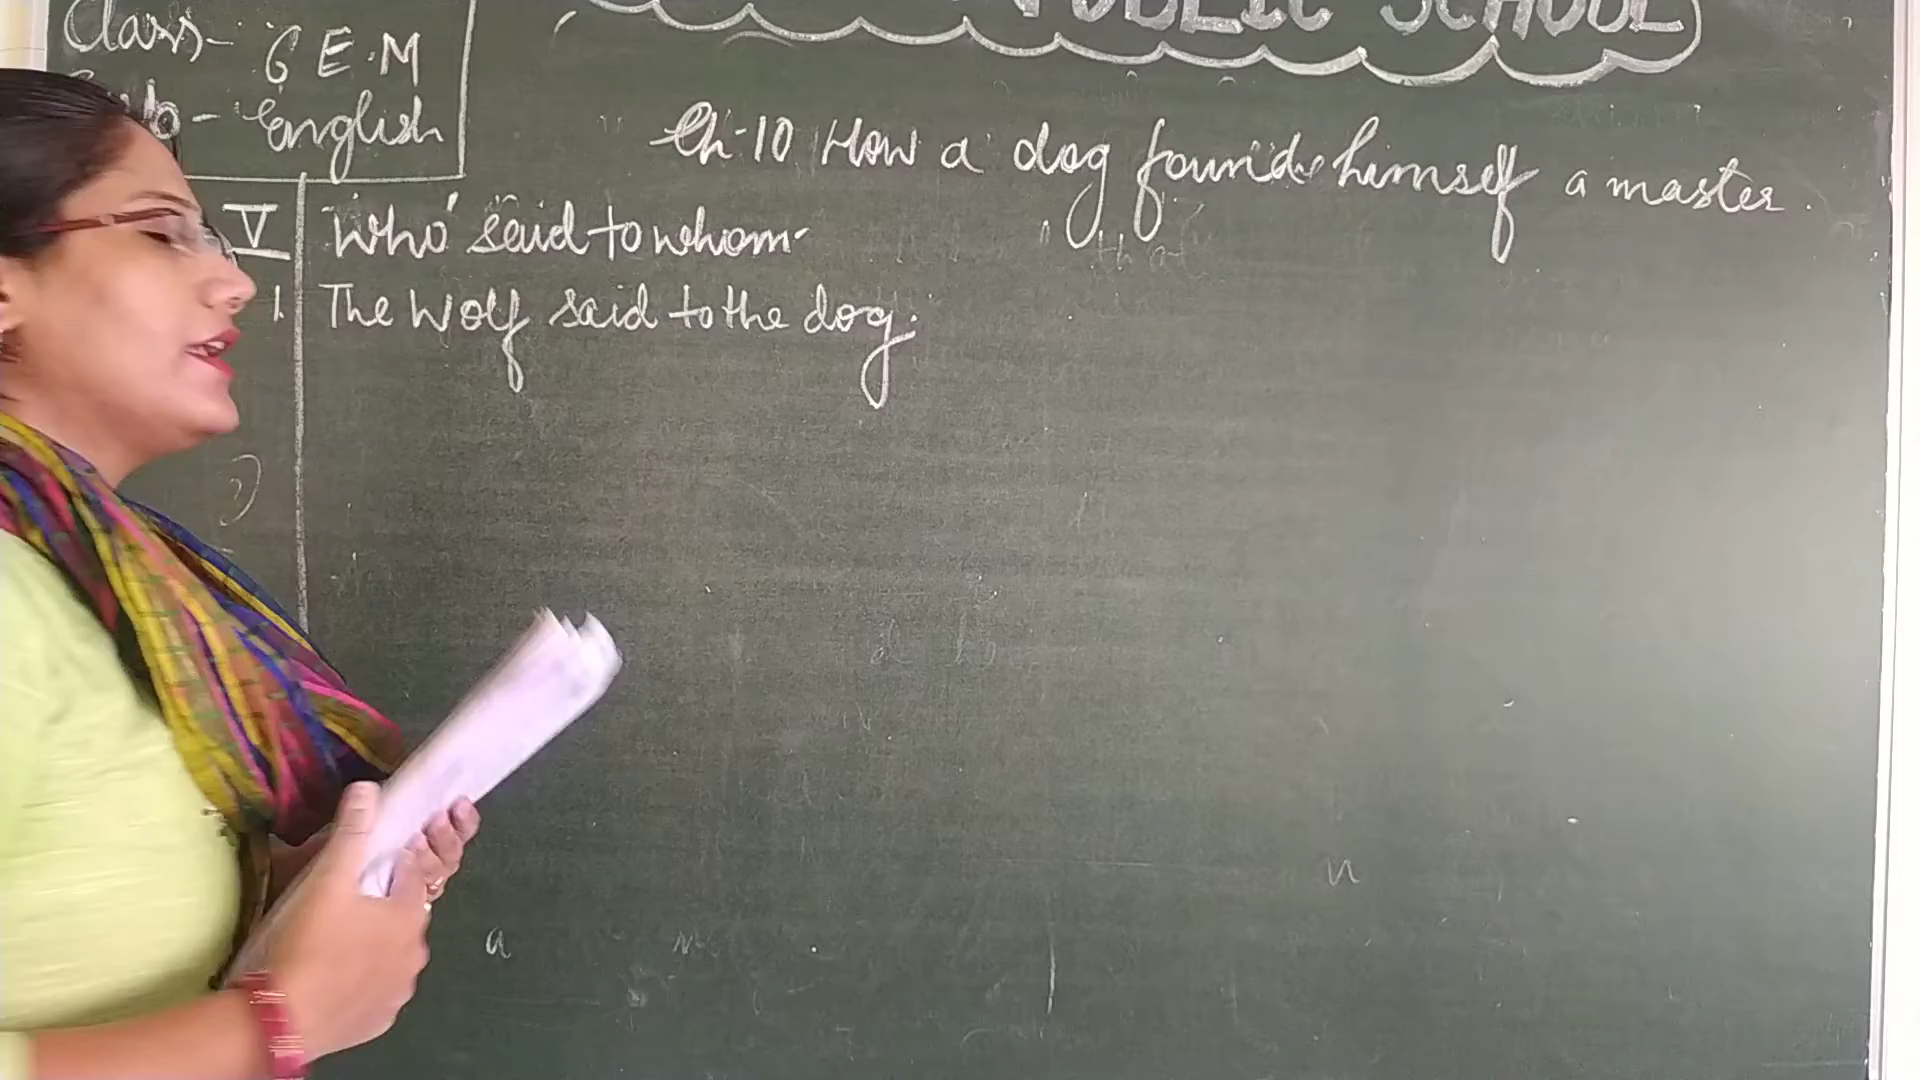 PUBLIC SCHOOL
Class- 6 E.M
Sub- English
Ch-10 How a dog found himself a master.
V Who said to whom-
1. The Wolf said to the dog.